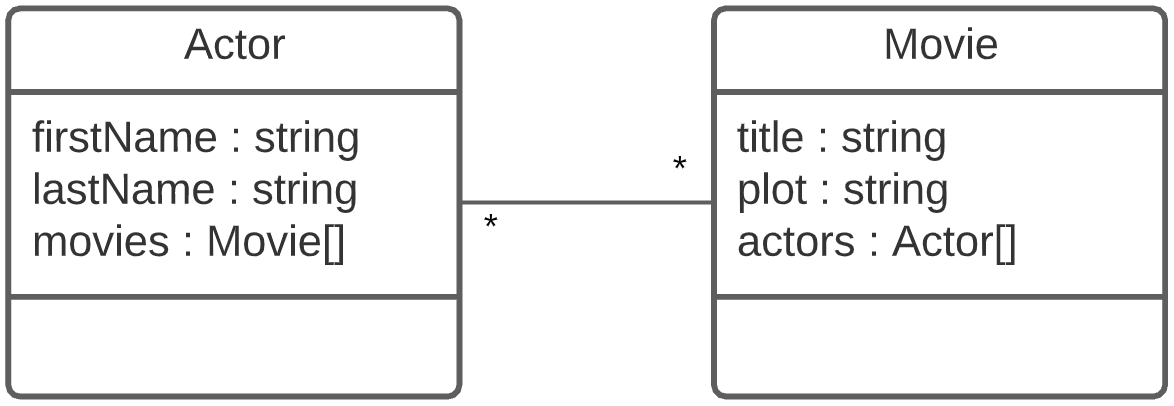 Actor
firstName : string
lastName : string
movies : Movie[]
*
*
Movie
title : string
plot : string
actors : Actor[]